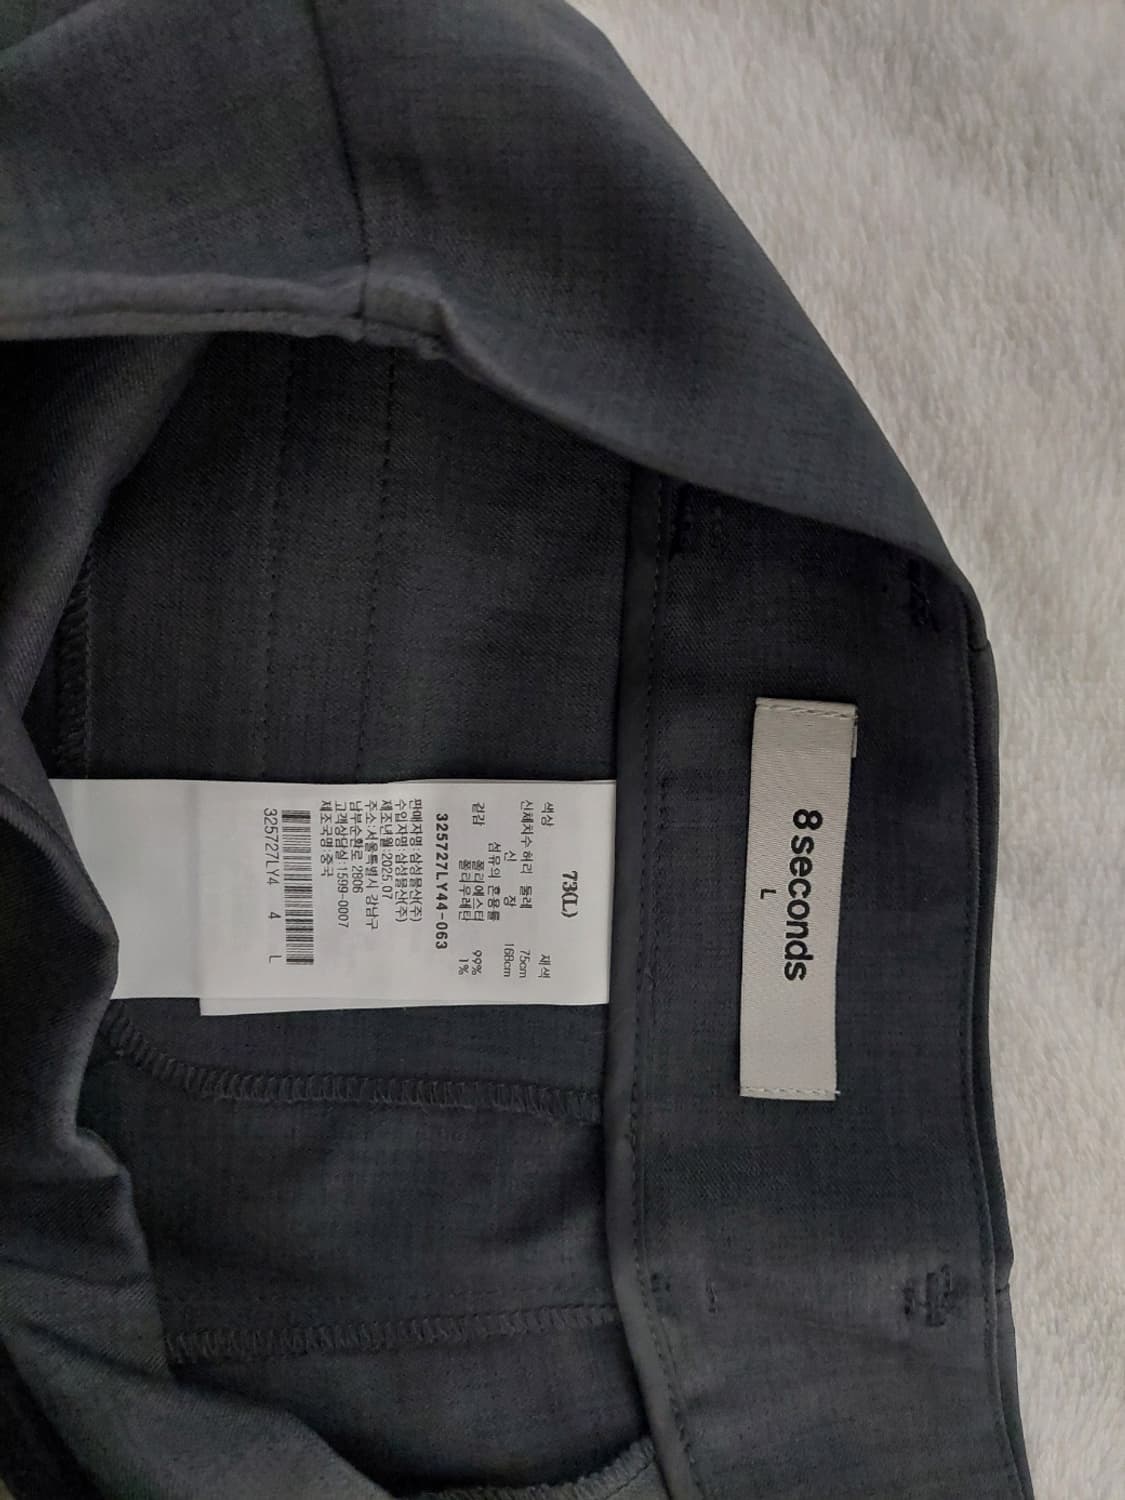 8 seconds
L
73(L)
색상 재색
신체치수 허리 둘레 75cm
신 장 168cm
섬유의 혼용률
겉감 폴리에스터 99%
폴리우레탄 1%
325727LY44-063
판매자명:삼성물산(주)
수입자명:삼성물산(주)
제조년월:2025.07
주소:서울특별시 강남구
남부순환로 2806
고객상담실:1599-0007
제조국명:중국
325727LY4 4 L